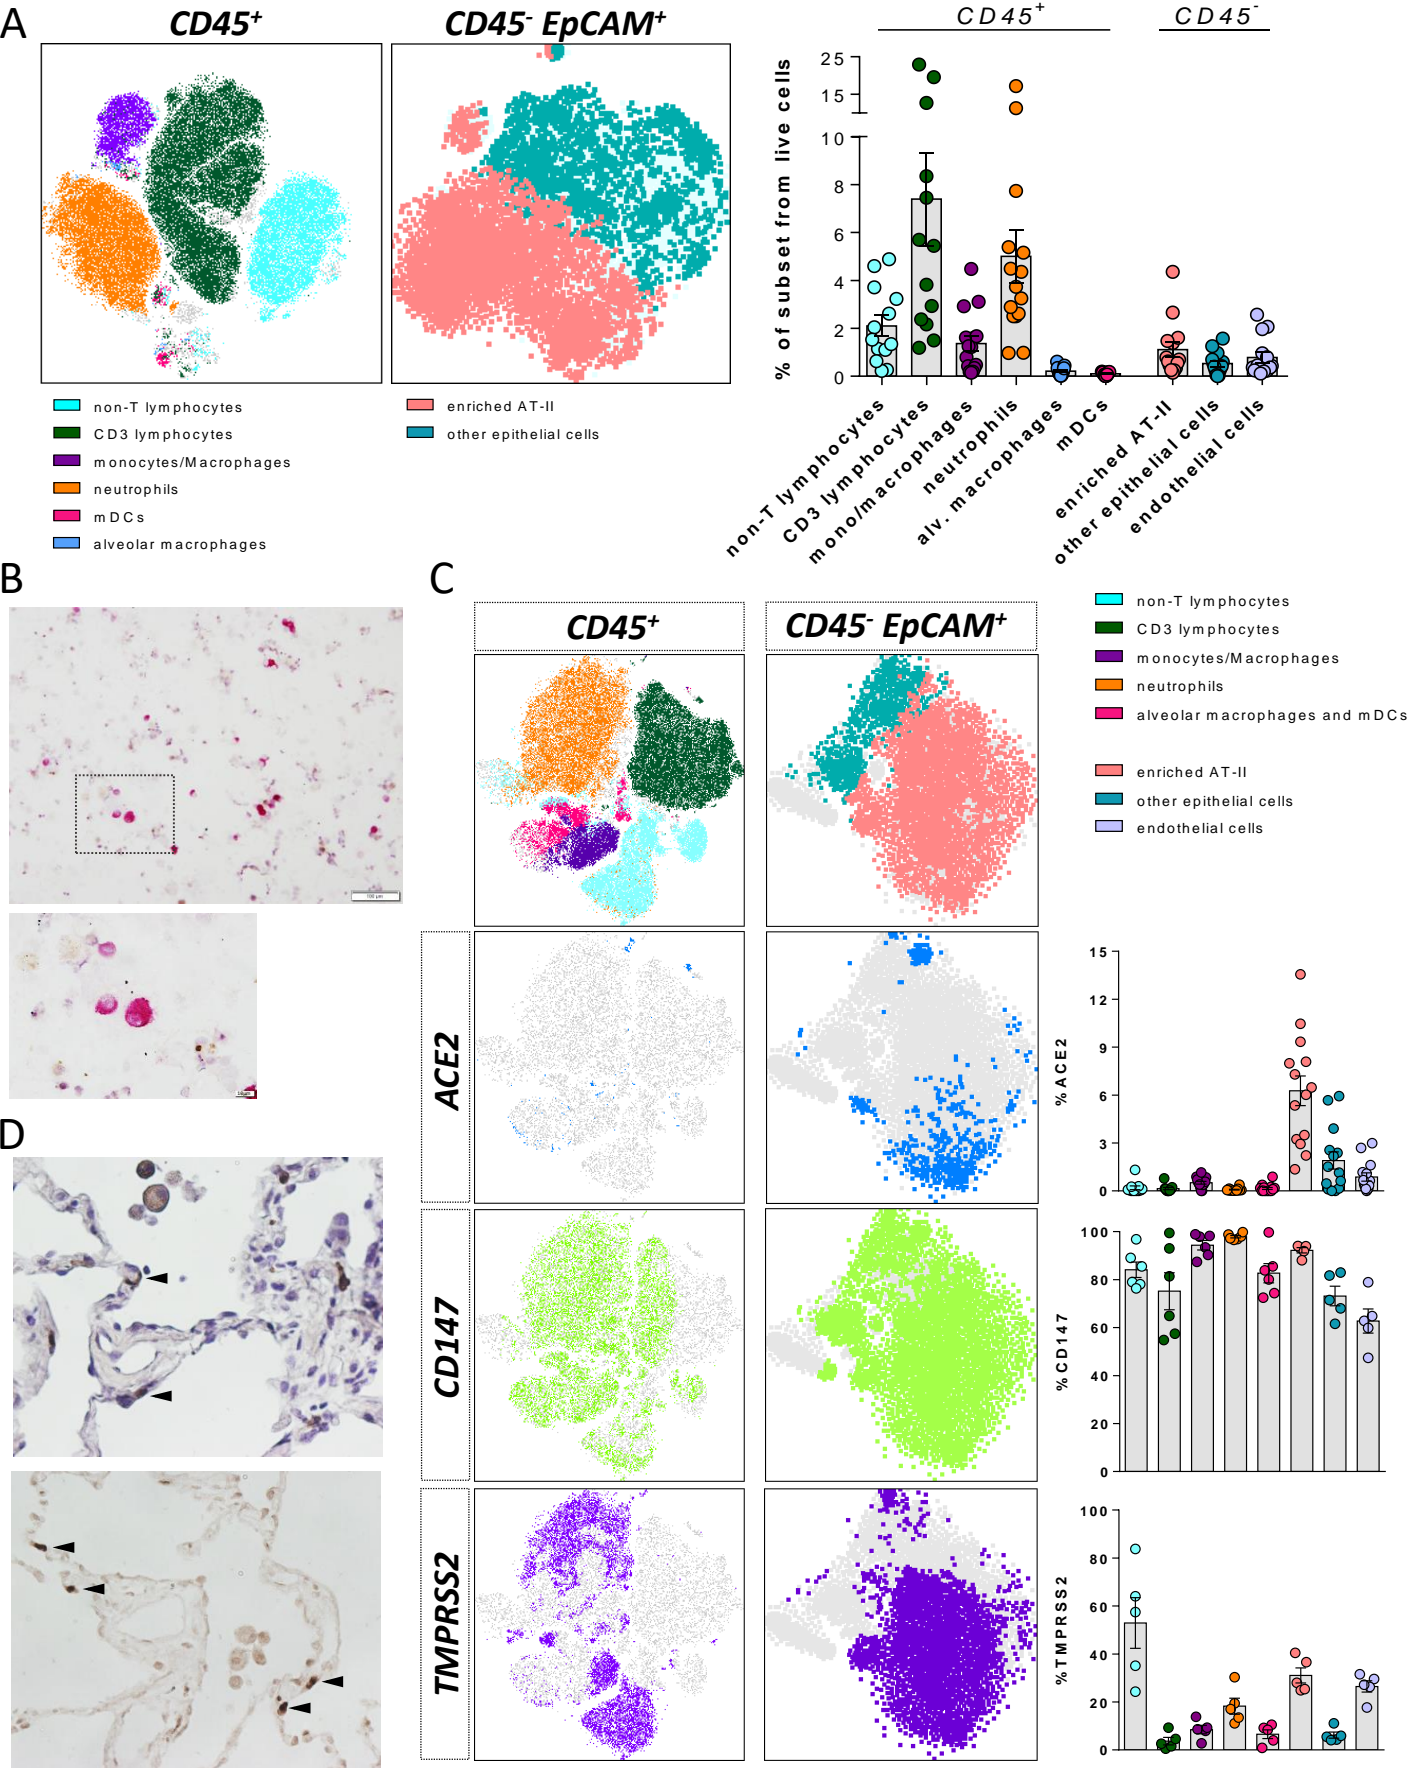 A
CD45+
CD45- EpCAM+
CD45+
CD45-
% of subset from live cells
25
15
10
8
6
4
2
0
non-T lymphocytes
CD3 lymphocytes
mono/macrophages
neutrophils
alv. macrophages
mDCs
enriched AT-II
other epithelial cells
endothelial cells
non-T lymphocytes
CD3 lymphocytes
monocytes/Macrophages
neutrophils
mDCs
alveolar macrophages
enriched AT-II
other epithelial cells
B
100 µm
C
CD45+
CD45- EpCAM+
non-T lymphocytes
CD3 lymphocytes
monocytes/Macrophages
neutrophils
alveolar macrophages and mDCs
enriched AT-II
other epithelial cells
endothelial cells
ACE2
%ACE2
15
12
9
6
3
0
CD147
%CD147
100
80
60
40
20
0
TMPRSS2
%TMPRSS2
100
80
60
40
20
0
D